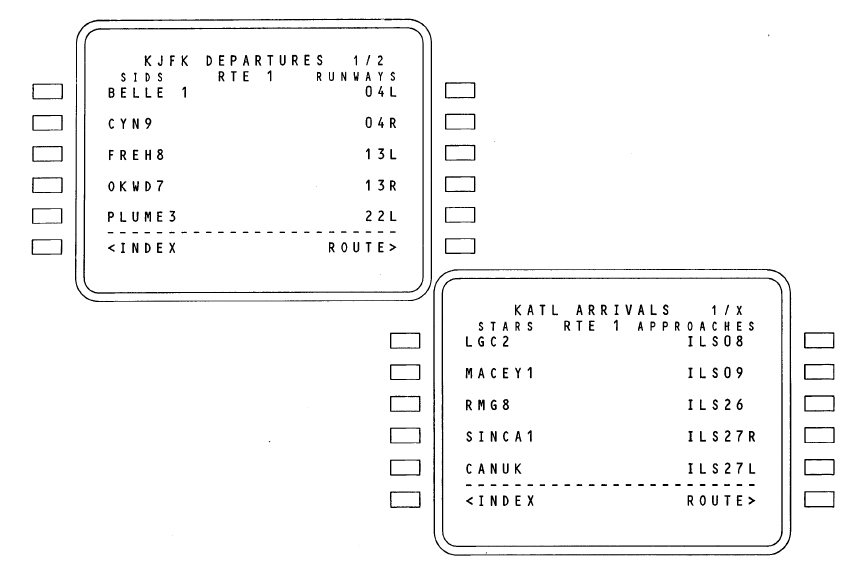 KJFK DEPARTURES 1/2
SIDS RTE 1 RUNWAYS
BELLE 1 04L
CYN9 04R
FREH8 13L
OKWD7 13R
PLUME3 22L
<INDEX ROUTE>
KATL ARRIVALS 1/X
STARS RTE 1 APPROACHES
LGC2 ILS08
MACEY1 ILS09
RMG8 ILS26
SINCA1 ILS27R
CANUK ILS27L
<INDEX ROUTE>